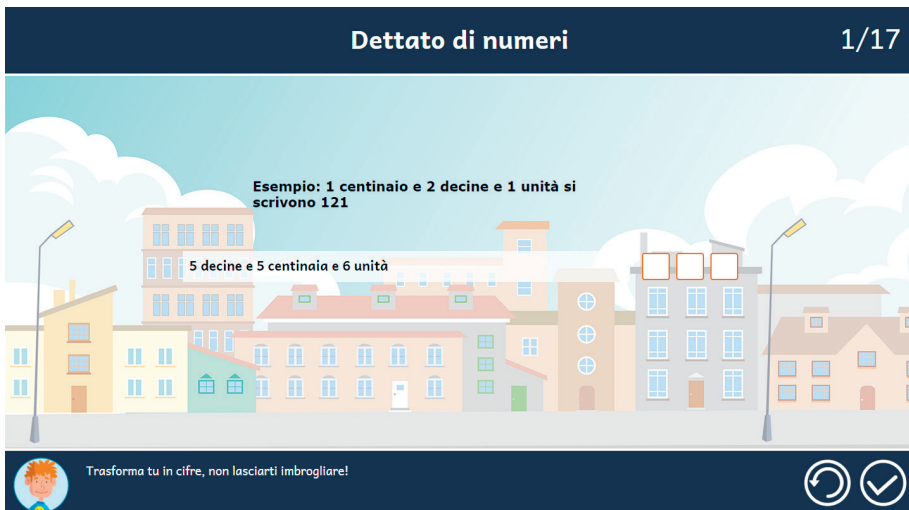 Dettato di numeri
1/17
Esempio: 1 centinaio e 2 decine e 1 unità si
scrivono 121
5 decine e 5 centinaia e 6 unità
Trasforma tu in cifre, non lasciarti imbrogliare!